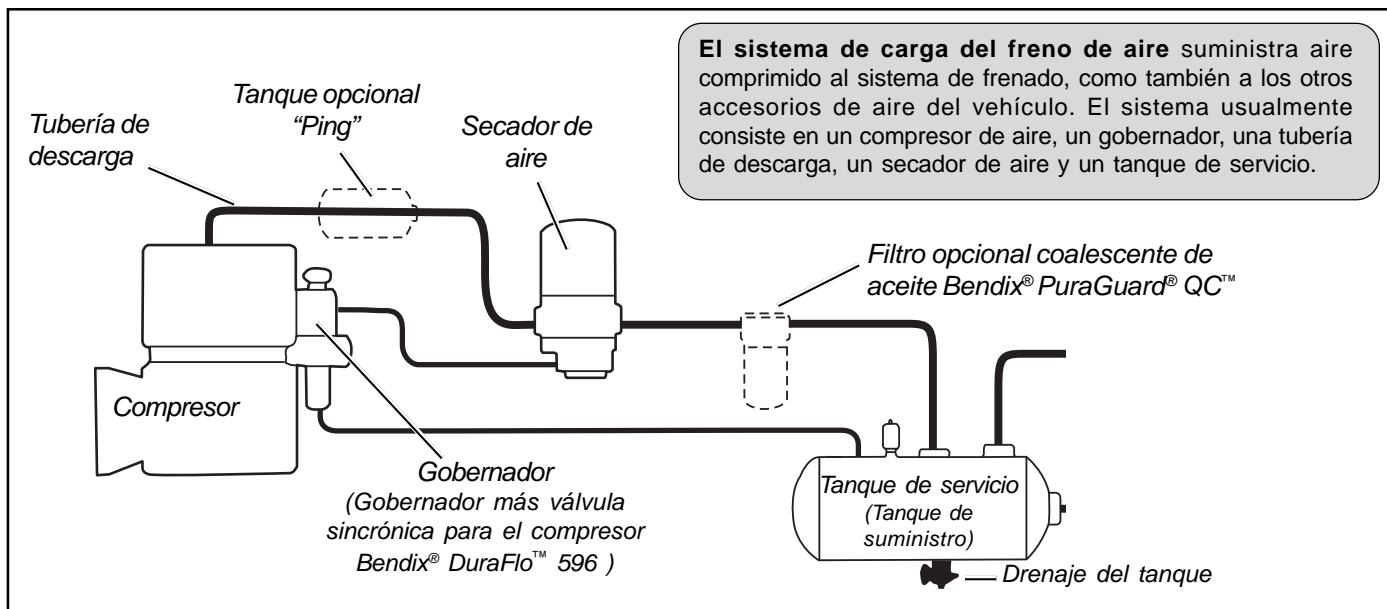 El sistema de carga del freno de aire suministra aire
comprimido al sistema de frenado, como también a los otros
accesorios de aire del vehículo. El sistema usualmente
consiste en un compresor de aire, un gobernador, una tubería
de descarga, un secador de aire y un tanque de servicio.
Tubería de
descarga
Tanque opcional
“Ping”
Secador de
aire
Filtro opcional coalescente de
aceite Bendix® PuraGuard® QC™
Compresor
Gobernador
(Gobernador más válvula
sincrónica para el compresor
Bendix® DuraFlo™ 596 )
Tanque de servicio
(Tanque de
suministro)
Drenaje del tanque